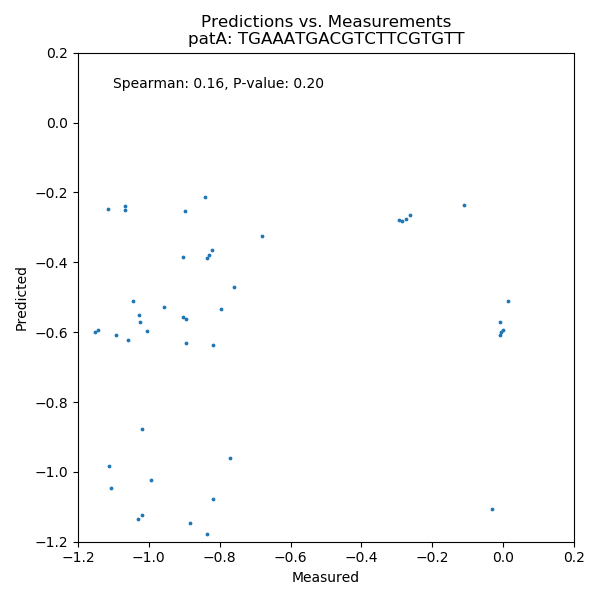 Predictions vs. Measurements
patA: TGAAATGACGTCTTCGTGTT
0.2
Spearman: 0.16, P-value: 0.20
0.0
−0.2
−0.4
Predicted
−0.6
−0.8
−1.0
−1.2
−1.2 −1.0 −0.8 −0.6 −0.4 −0.2 0.0 0.2
Measured